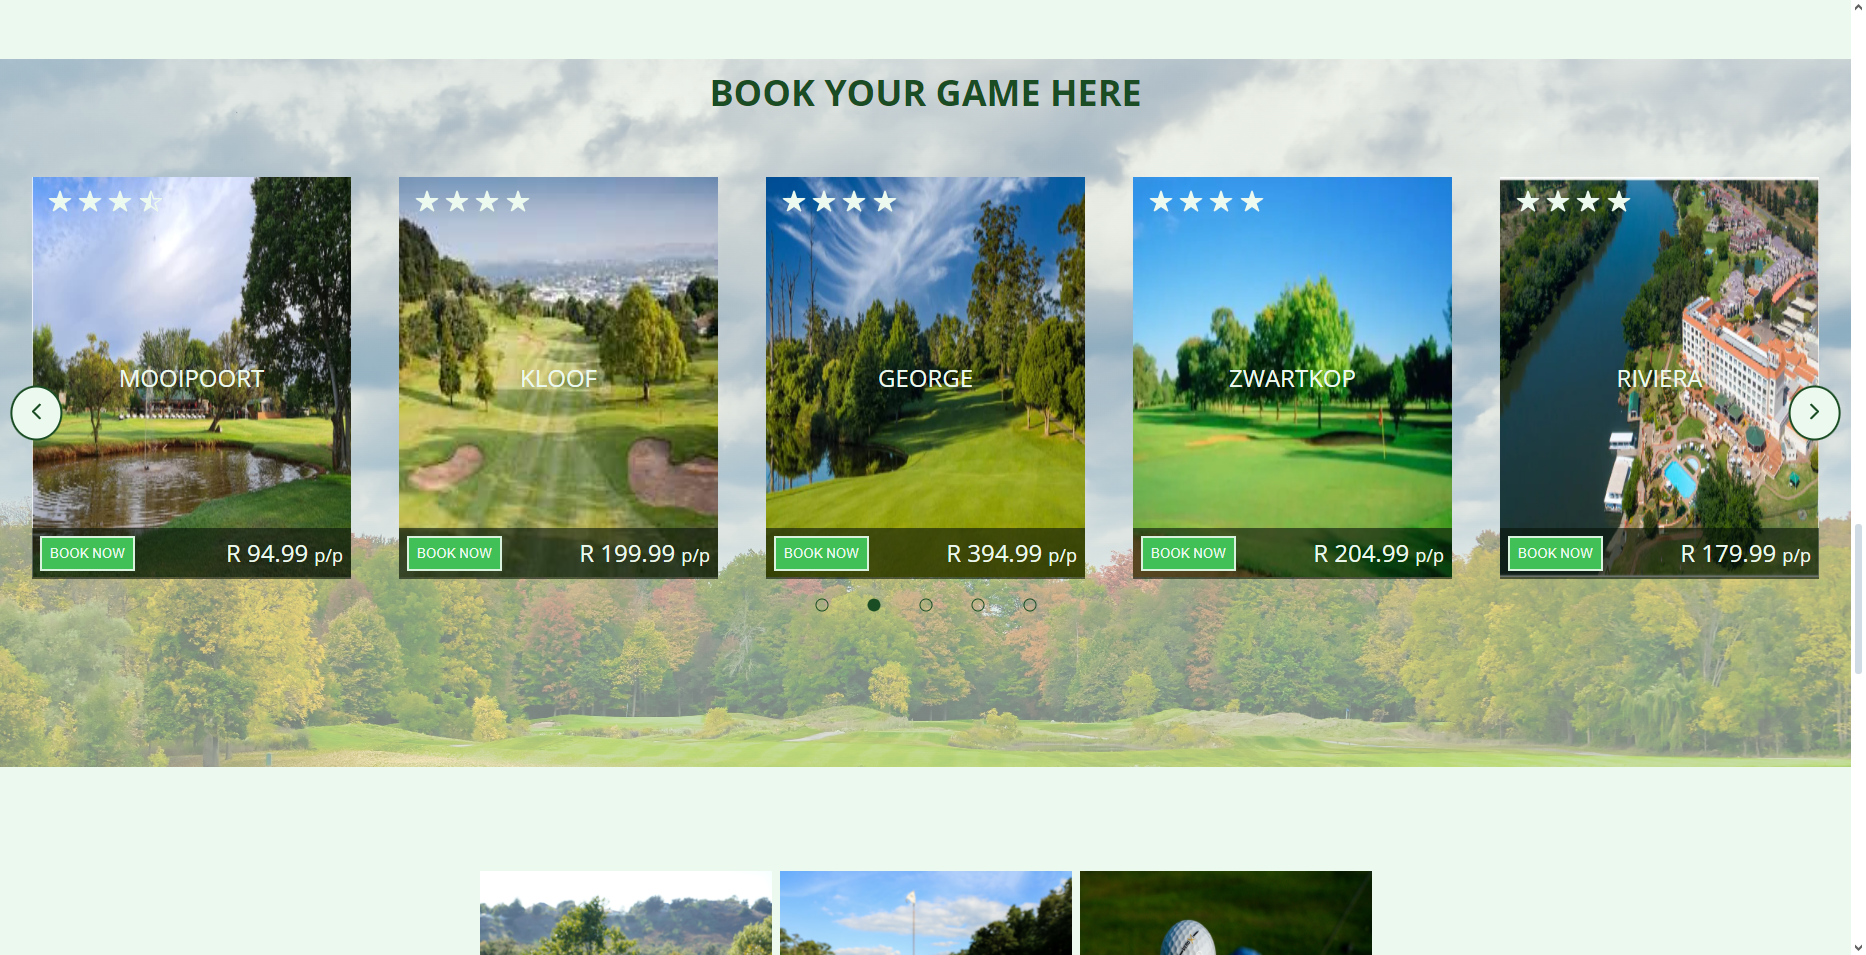 BOOK YOUR GAME HERE
MOOIPOORT
BOOK NOW
R 94.99 p/p
KLOOF
BOOK NOW
R 199.99 p/p
GEORGE
BOOK NOW
R 394.99 p/p
ZWARTKOP
BOOK NOW
R 204.99 p/p
RIVIERA
BOOK NOW
R 179.99 p/p